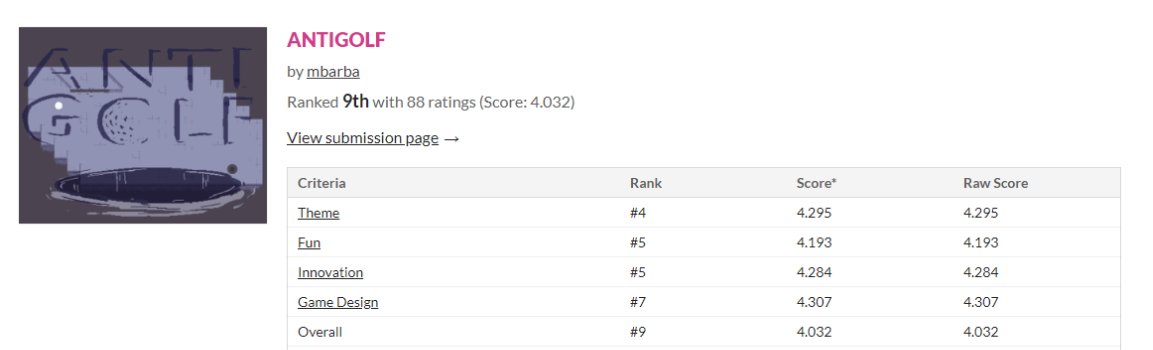 ANTI
GOLF
ANTIGOLF
by mbarba
Ranked 9th with 88 ratings (Score: 4.032)
View submission page →
Criteria Rank Score* Raw Score
Theme #4 4.295 4.295
Fun #5 4.193 4.193
Innovation #5 4.284 4.284
Game Design #7 4.307 4.307
Overall #9 4.032 4.032